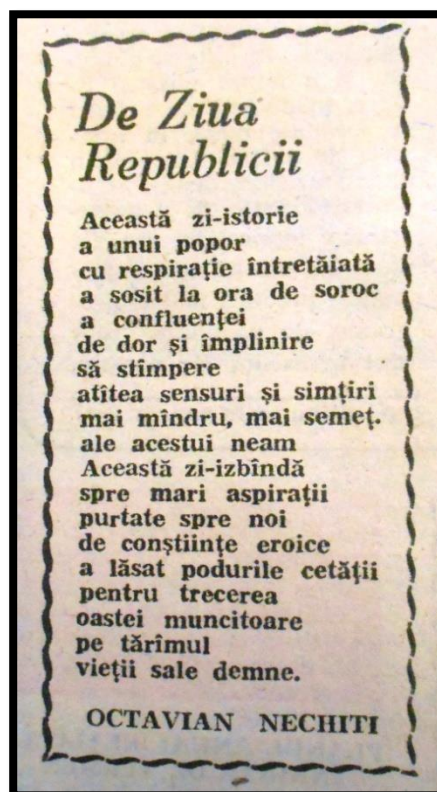 De Ziua
Republicii
Această zi-istorie
a unui popor
cu respirație întretăiată
a sosit la ora de soroc
a confluenței
de dor și împlinire
să stîmpere
atîtea sensuri și simțiri
mai mîndru, mai semeț.
ale acestui neam
Această zi-izbîndă
spre mari aspirații
purtate spre noi
de conștiințe eroice
a lăsat podurile cetății
pentru trecerea
oastei muncitoare
pe tărîmul
vieții sale demne.
OCTAVIAN NECHITI